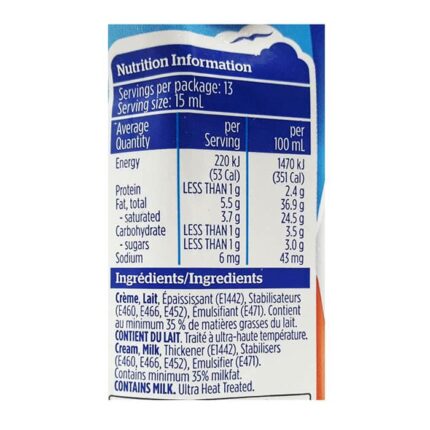 Nutrition Information
Servings per package: 13
Serving size: 15 mL
*Average Quantity per Serving per 100 mL
Energy 220 kJ 1470 kJ
(53 Cal) (351 Cal)
Protein LESS THAN 1 g 2.4 g
Fat, total 5.5 g 36.9 g
- saturated 3.7 g 24.5 g
Carbohydrate LESS THAN 1 g 3.5 g
- sugars LESS THAN 1 g 3.0 g
Sodium 6 mg 43 mg
Ingrédients/Ingredients
Crème, Lait, Épaississant (E1442), Stabilisateurs
(E460, E466, E452), Émulsifiant (E471). Contient
au minimum 35 % de matières grasses du lait.
CONTIENT DU LAIT. Traité à ultra-haute température.
Cream, Milk, Thickener (E1442), Stabilisers
(E460, E466, E452), Emulsifier (E471).
Contains minimum 35% milkfat.
CONTAINS MILK. Ultra Heat Treated.